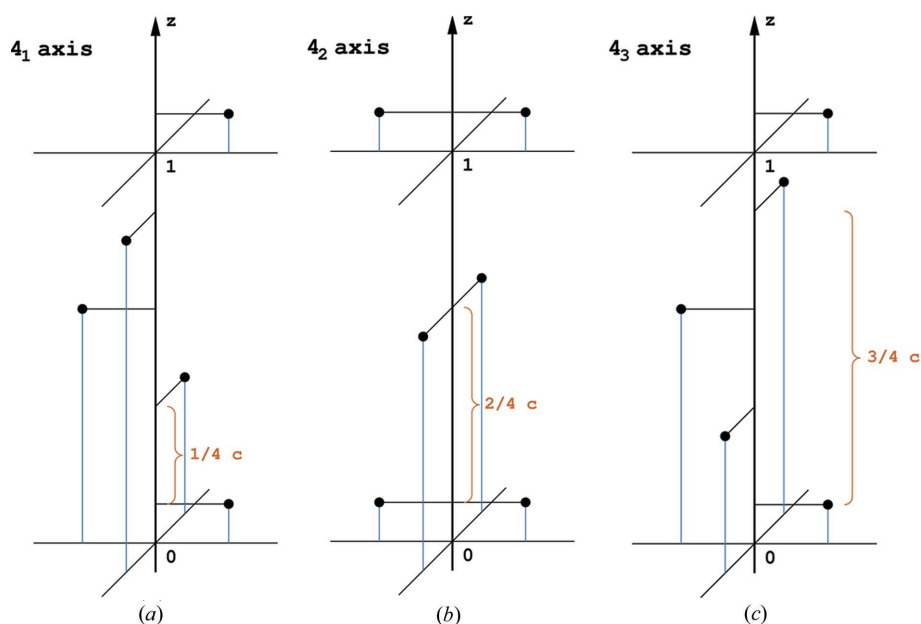 4₁ axis
z
1
1/4 c
0
(a)
4₂ axis
z
1
2/4 c
0
(b)
4₃ axis
z
1
3/4 c
0
(c)